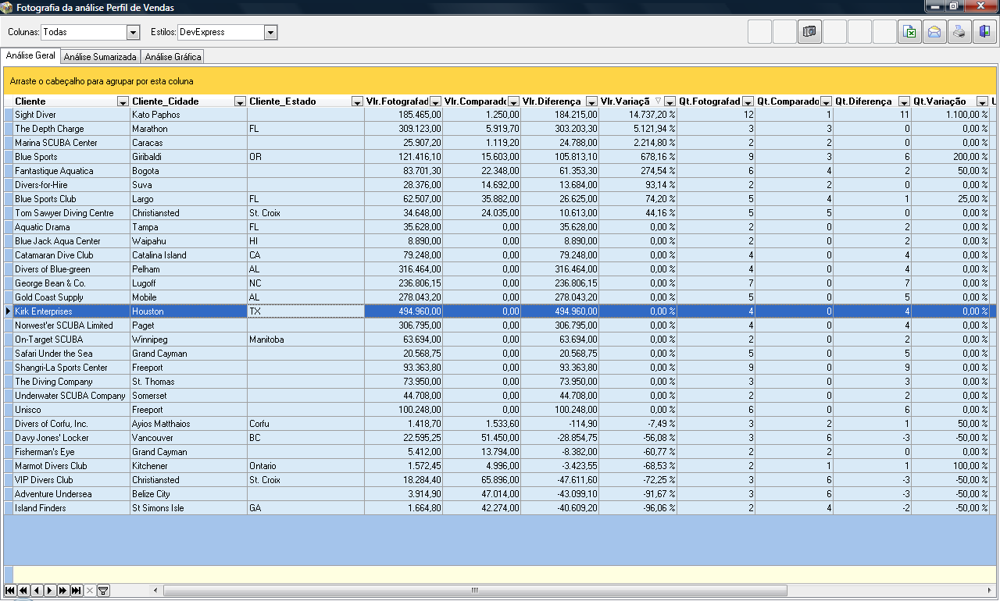 Fotografia da análise Perfil de Vendas
Colunas: Todas Estilos: DevExpress
Análise Geral Análise Sumarizada Análise Gráfica
Arraste o cabeçalho para agrupar por esta coluna
Cliente Cliente_Cidade Cliente_Estado Vlr.Fotografad Vlr.Comparado Vlr.Diferença Vlr.Variaçã Qt.Fotografad Qt.Comparado Qt.Diferença Qt.Variação
Sight Diver Kato Paphos 185.465,00 1.250,00 184.215,00 14.737,20 % 12 1 11 1.100,00 %
The Depth Charge Marathon FL 309.123,00 5.919,70 303.203,30 5.121,94 % 3 3 0 0,00 %
Marina SCUBA Center Caracas 25.907,20 1.119,20 24.788,00 2.214,80 % 2 2 0 0,00 %
Blue Sports Giribaldi OR 121.416,10 15.603,00 105.813,10 678,16 % 9 3 6 200,00 %
Fantastique Aquatica Bogota 83.701,30 22.348,00 61.353,30 274,54 % 6 4 2 50,00 %
Divers-for-Hire Suva 28.376,00 14.692,00 13.684,00 93,14 % 2 2 0 0,00 %
Blue Sports Club Largo FL 62.507,00 35.882,00 26.625,00 74,20 % 5 4 1 25,00 %
Tom Sawyer Diving Centre Christiansted St. Croix 34.648,00 24.035,00 10.613,00 44,16 % 5 5 0 0,00 %
Aquatic Drama Tampa FL 35.628,00 0,00 35.628,00 0,00 % 2 0 2 0,00 %
Blue Jack Aqua Center Waipahu HI 8.890,00 0,00 8.890,00 0,00 % 2 0 2 0,00 %
Catamaran Dive Club Catalina Island CA 79.248,00 0,00 79.248,00 0,00 % 4 0 4 0,00 %
Divers of Blue-green Pelham AL 316.464,00 0,00 316.464,00 0,00 % 4 0 4 0,00 %
George Bean & Co. Lugoff NC 236.806,15 0,00 236.806,15 0,00 % 7 0 7 0,00 %
Gold Coast Supply Mobile AL 278.043,20 0,00 278.043,20 0,00 % 5 0 5 0,00 %
Kirk Enterprises Houston TX 494.960,00 0,00 494.960,00 0,00 % 4 0 4 0,00 %
Norwest'er SCUBA Limited Paget 306.795,00 0,00 306.795,00 0,00 % 4 0 4 0,00 %
On-Target SCUBA Winnipeg Manitoba 63.694,00 0,00 63.694,00 0,00 % 2 0 2 0,00 %
Safari Under the Sea Grand Cayman 20.568,75 0,00 20.568,75 0,00 % 5 0 5 0,00 %
Shangri-La Sports Center Freeport 93.363,80 0,00 93.363,80 0,00 % 9 0 9 0,00 %
The Diving Company St. Thomas 73.950,00 0,00 73.950,00 0,00 % 3 0 3 0,00 %
Underwater SCUBA Company Somerset 44.708,00 0,00 44.708,00 0,00 % 2 0 2 0,00 %
Unisco Freeport 100.248,00 0,00 100.248,00 0,00 % 6 0 6 0,00 %
Divers of Corfu, Inc. Ayios Matthaios Corfu 1.418,70 1.533,60 -114,90 -7,49 % 3 2 1 50,00 %
Davy Jones' Locker Vancouver BC 22.595,25 51.450,00 -28.854,75 -56,08 % 3 6 -3 -50,00 %
Fisherman's Eye Grand Cayman 5.412,00 13.794,00 -8.382,00 -60,77 % 2 2 0 0,00 %
Marmot Divers Club Kitchener Ontario 1.572,45 4.996,00 -3.423,55 -68,53 % 2 1 1 100,00 %
VIP Divers Club Christiansted St. Croix 18.284,40 65.896,00 -47.611,60 -72,25 % 3 6 -3 -50,00 %
Adventure Undersea Belize City 3.914,90 47.014,00 -43.099,10 -91,67 % 3 6 -3 -50,00 %
Island Finders St Simons Isle GA 1.664,80 42.274,00 -40.609,20 -96,06 % 2 4 -2 -50,00 %